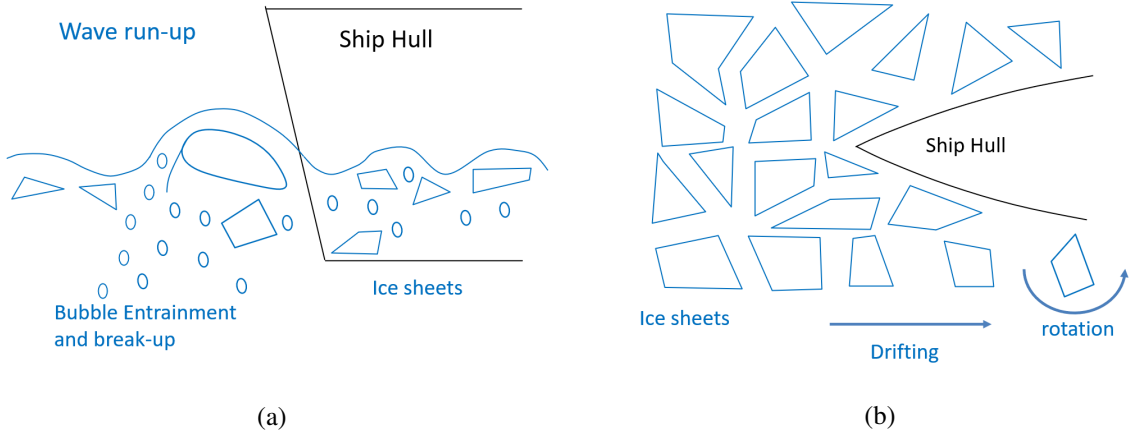 Wave run-up
Ship Hull
Ice sheets
Bubble Entrainment
and break-up
(a)
Ship Hull
Ice sheets
Drifting
rotation
(b)